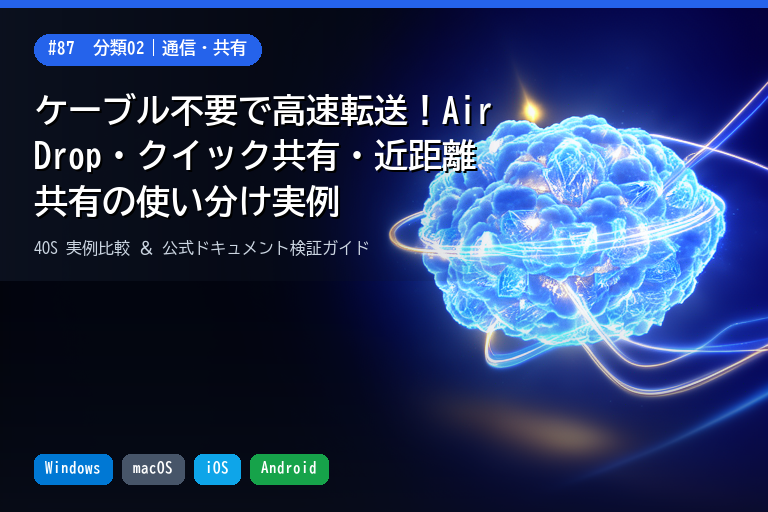 #87 分類02｜通信・共有
ケーブル不要で高速転送！Air
Drop・クイック共有・近距離
共有の使い分け実例
4OS 実例比較 ＆ 公式ドキュメント検証ガイド
Windows macOS iOS Android